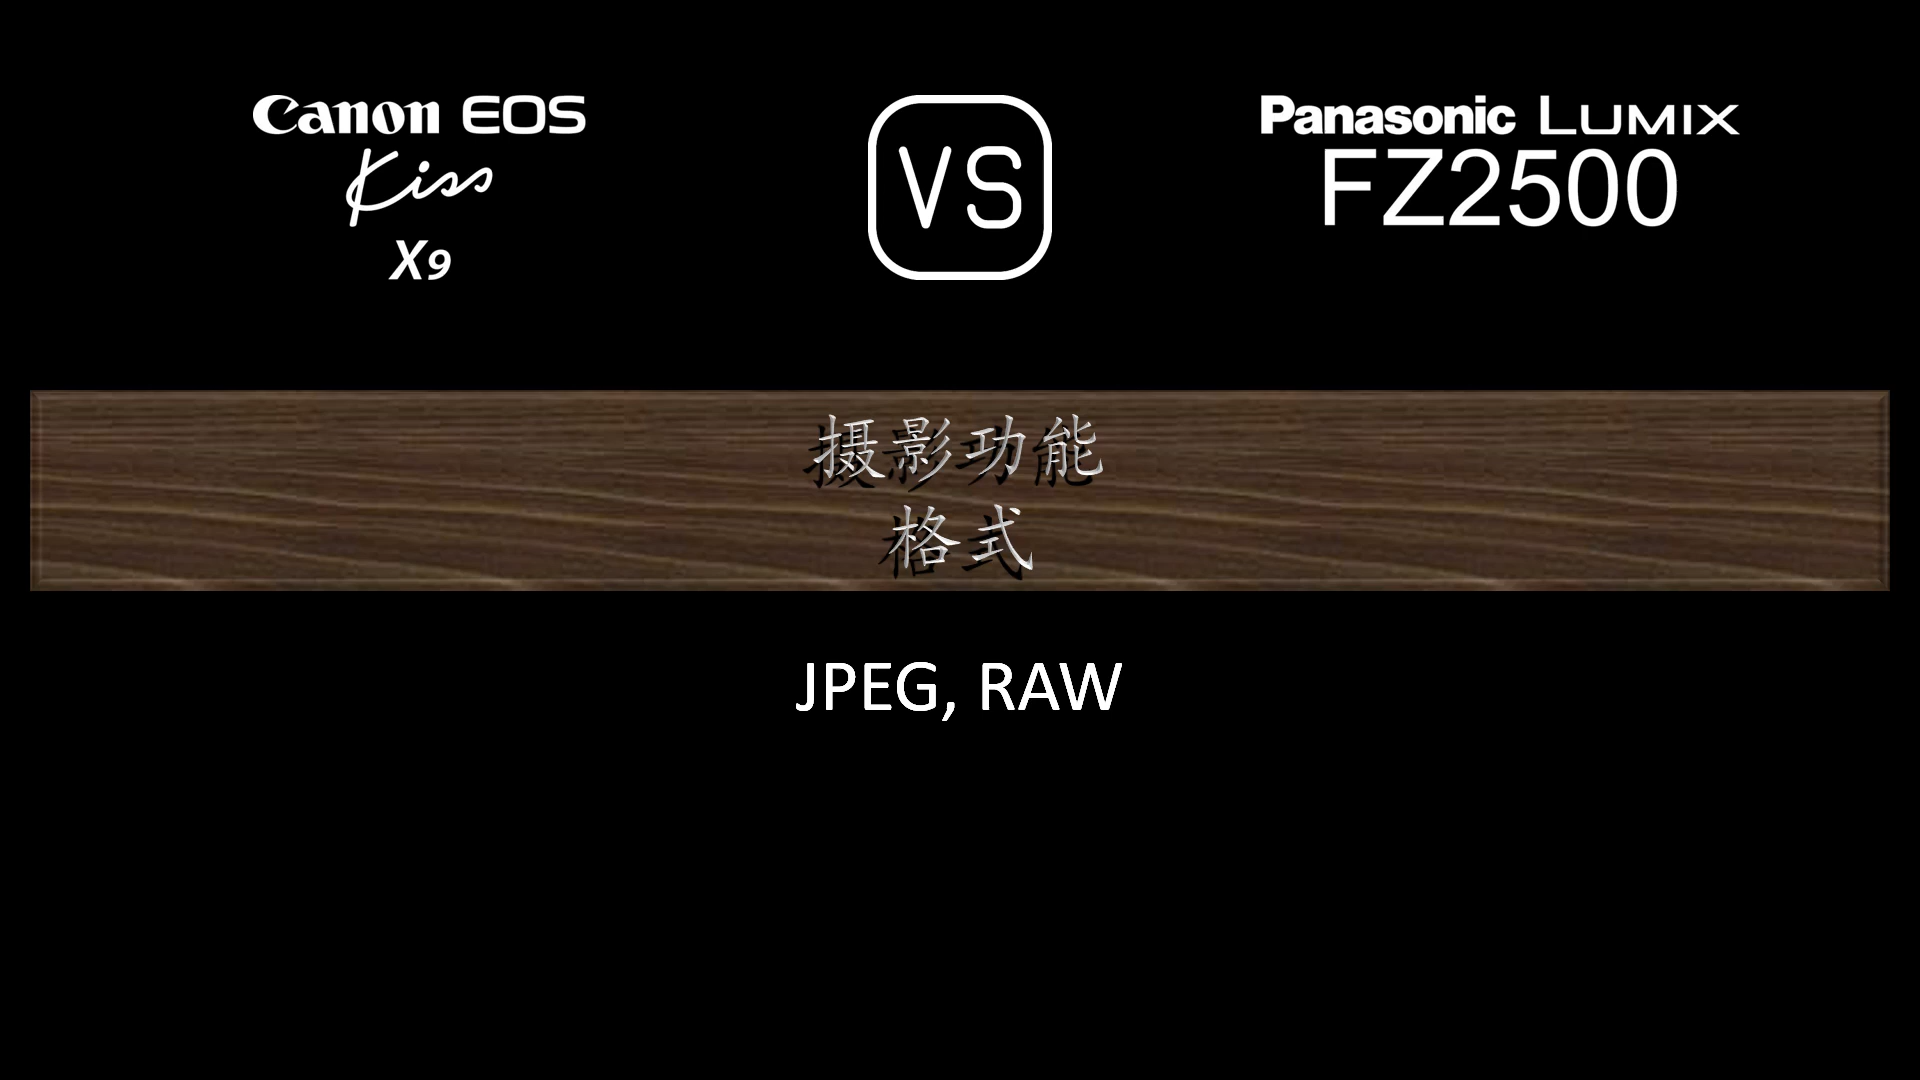 Canon EOS
Kiss
X9
VS
Panasonic LUMIX
FZ2500
摄影功能
格式
JPEG, RAW